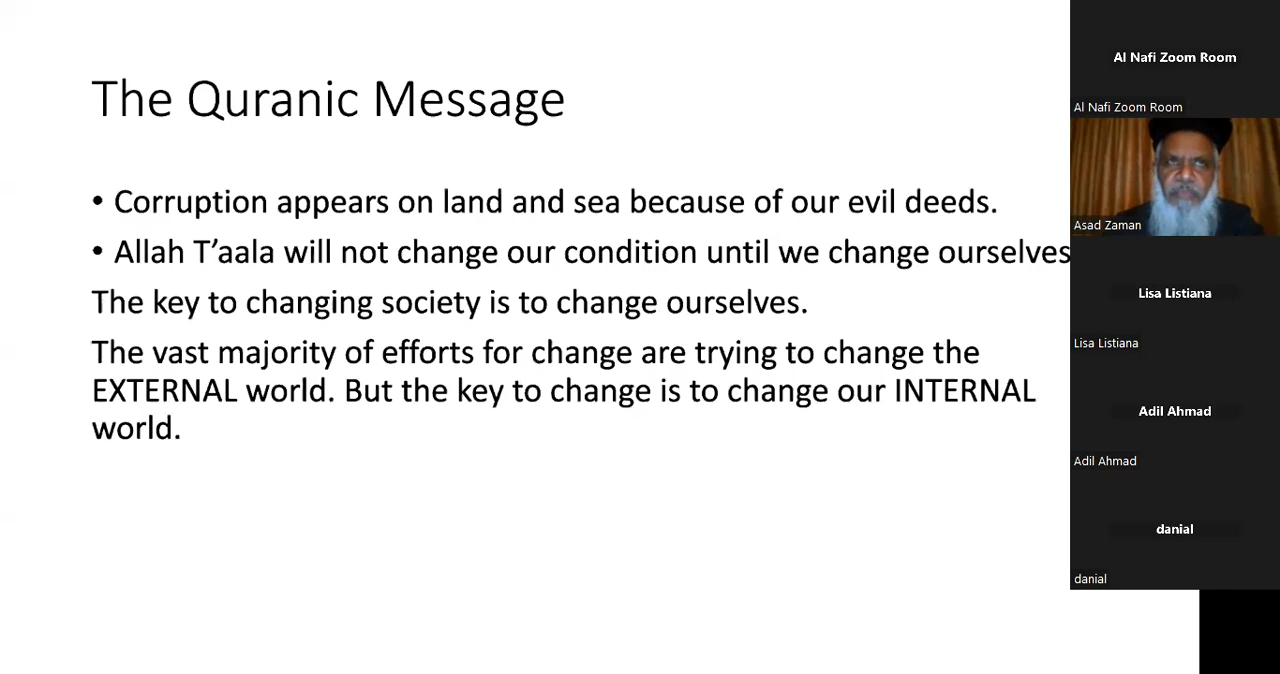 The Quranic Message
• Corruption appears on land and sea because of our evil deeds.
• Allah T’aala will not change our condition until we change ourselves
The key to changing society is to change ourselves.
The vast majority of efforts for change are trying to change the
EXTERNAL world. But the key to change is to change our INTERNAL
world.
Al Nafi Zoom Room
Al Nafi Zoom Room
Asad Zaman
Lisa Listiana
Lisa Listiana
Adil Ahmad
Adil Ahmad
danial
danial